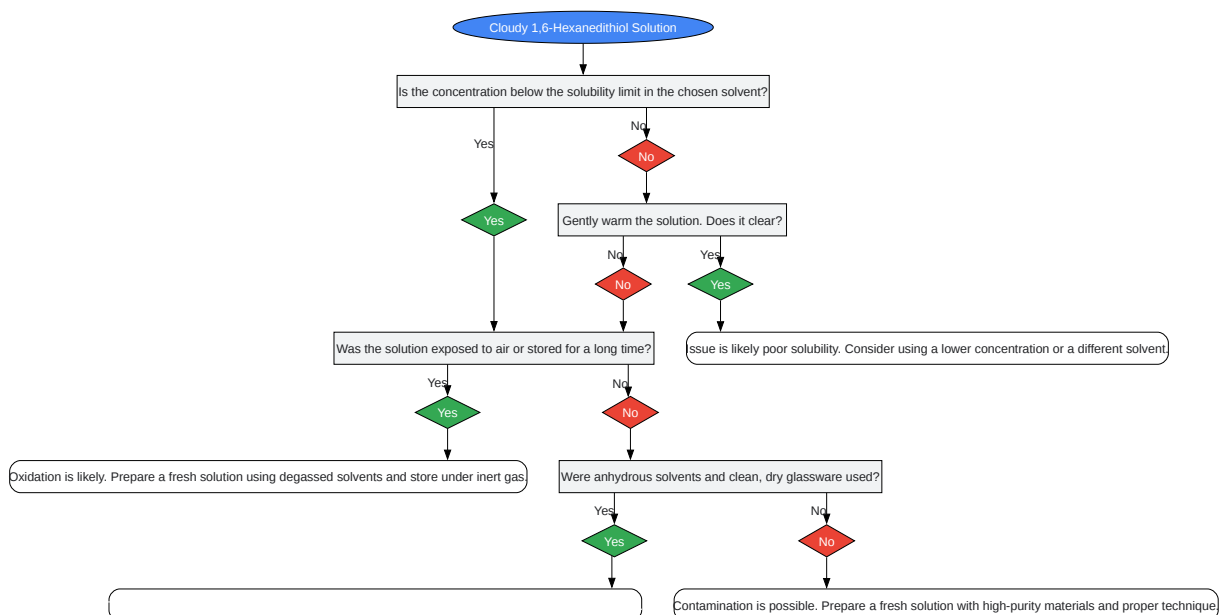 Cloudy 1,6-Hexanedithiol Solution
Is the concentration below the solubility limit in the chosen solvent?
Yes
No
No
Yes
Gently warm the solution. Does it clear?
No
Yes
No
Yes
Was the solution exposed to air or stored for a long time?
Issue is likely poor solubility. Consider using a lower concentration or a different solvent.
Yes
No
Yes
No
Oxidation is likely. Prepare a fresh solution using degassed solvents and store under inert gas.
Were anhydrous solvents and clean, dry glassware used?
Yes
No
Yes
No
Contamination is possible. Prepare a fresh solution with high-purity materials and proper technique.